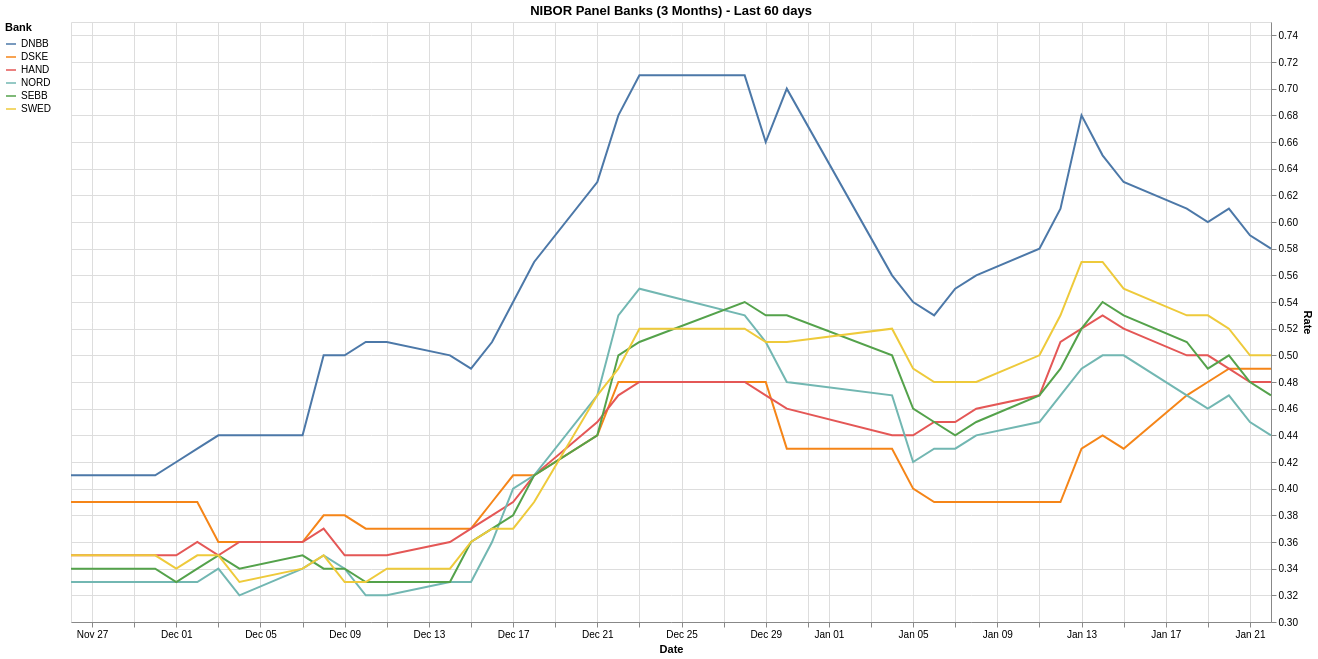 NIBOR Panel Banks (3 Months) - Last 60 days
Bank
DNBB
DSKE
HAND
NORD
SEBB
SWED
0.74
0.72
0.70
0.68
0.66
0.64
0.62
0.60
0.58
0.56
0.54
0.52
0.50
0.48
0.46
0.44
0.42
0.40
0.38
0.36
0.34
0.32
0.30
Rate
Nov 27 Dec 01 Dec 05 Dec 09 Dec 13 Dec 17 Dec 21 Dec 25 Dec 29 Jan 01 Jan 05 Jan 09 Jan 13 Jan 17 Jan 21
Date